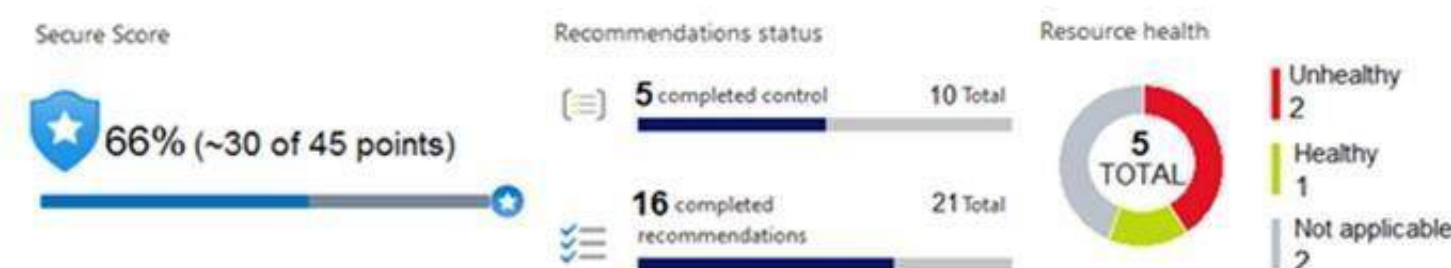 Secure Score
66% (~30 of 45 points)
Recommendations status
5 completed control 10 Total
16 completed 21 Total
recommendations
Resource health
5
TOTAL
Unhealthy
2
Healthy
1
Not applicable
2